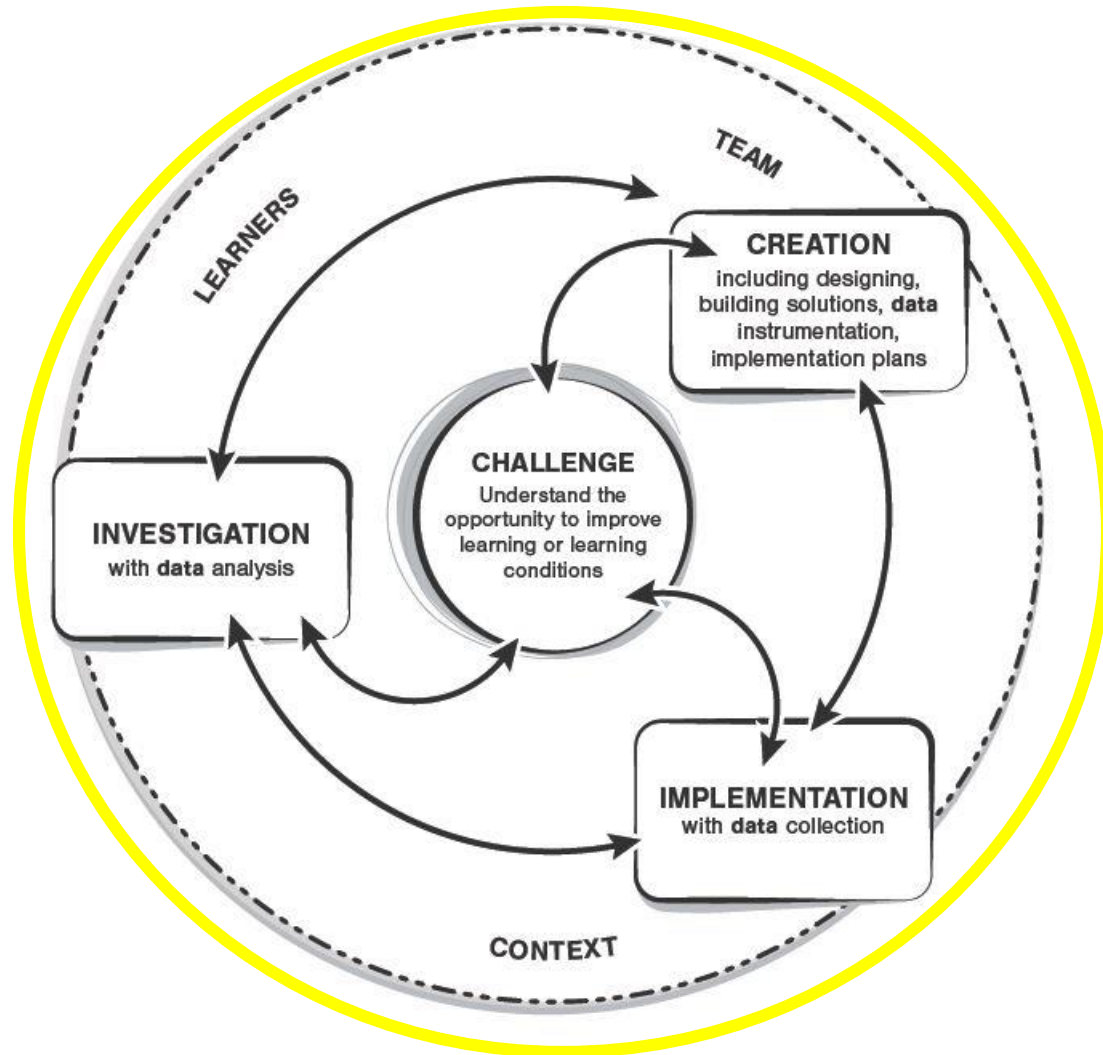 TEAM
LEARNERS
CREATION
including designing,
building solutions, data
instrumentation,
implementation plans
CHALLENGE
Understand the
opportunity to improve
learning or learning
conditions
INVESTIGATION
with data analysis
IMPLEMENTATION
with data collection
CONTEXT